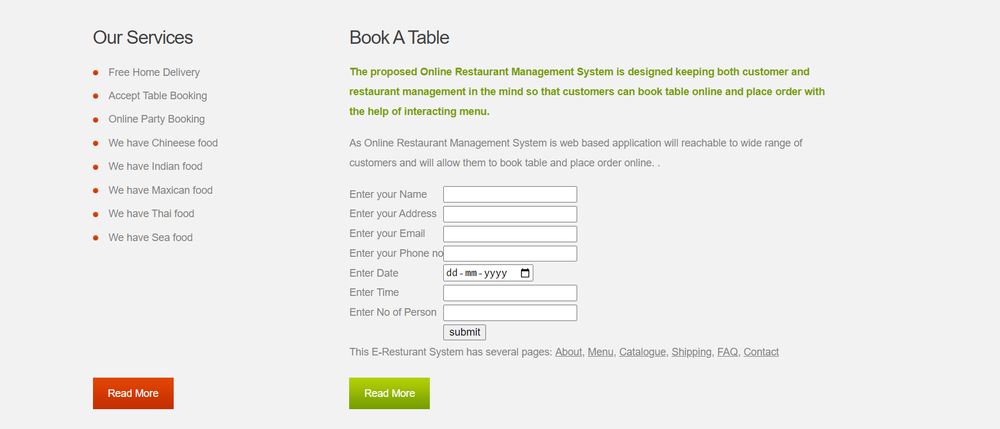 Our Services
Free Home Delivery
Accept Table Booking
Online Party Booking
We have Chineese food
We have Indian food
We have Maxican food
We have Thai food
We have Sea food
Read More
Book A Table
The proposed Online Restaurant Management System is designed keeping both customer and
restaurant management in the mind so that customers can book table online and place order with
the help of interacting menu.
As Online Restaurant Management System is web based application will reachable to wide range of
customers and will allow them to book table and place order online. .
Enter your Name
Enter your Address
Enter your Email
Enter your Phone no
Enter Date dd-mm-yyyy
Enter Time
Enter No of Person
submit
This E-Resturant System has several pages: About, Menu, Catalogue, Shipping, FAQ, Contact
Read More